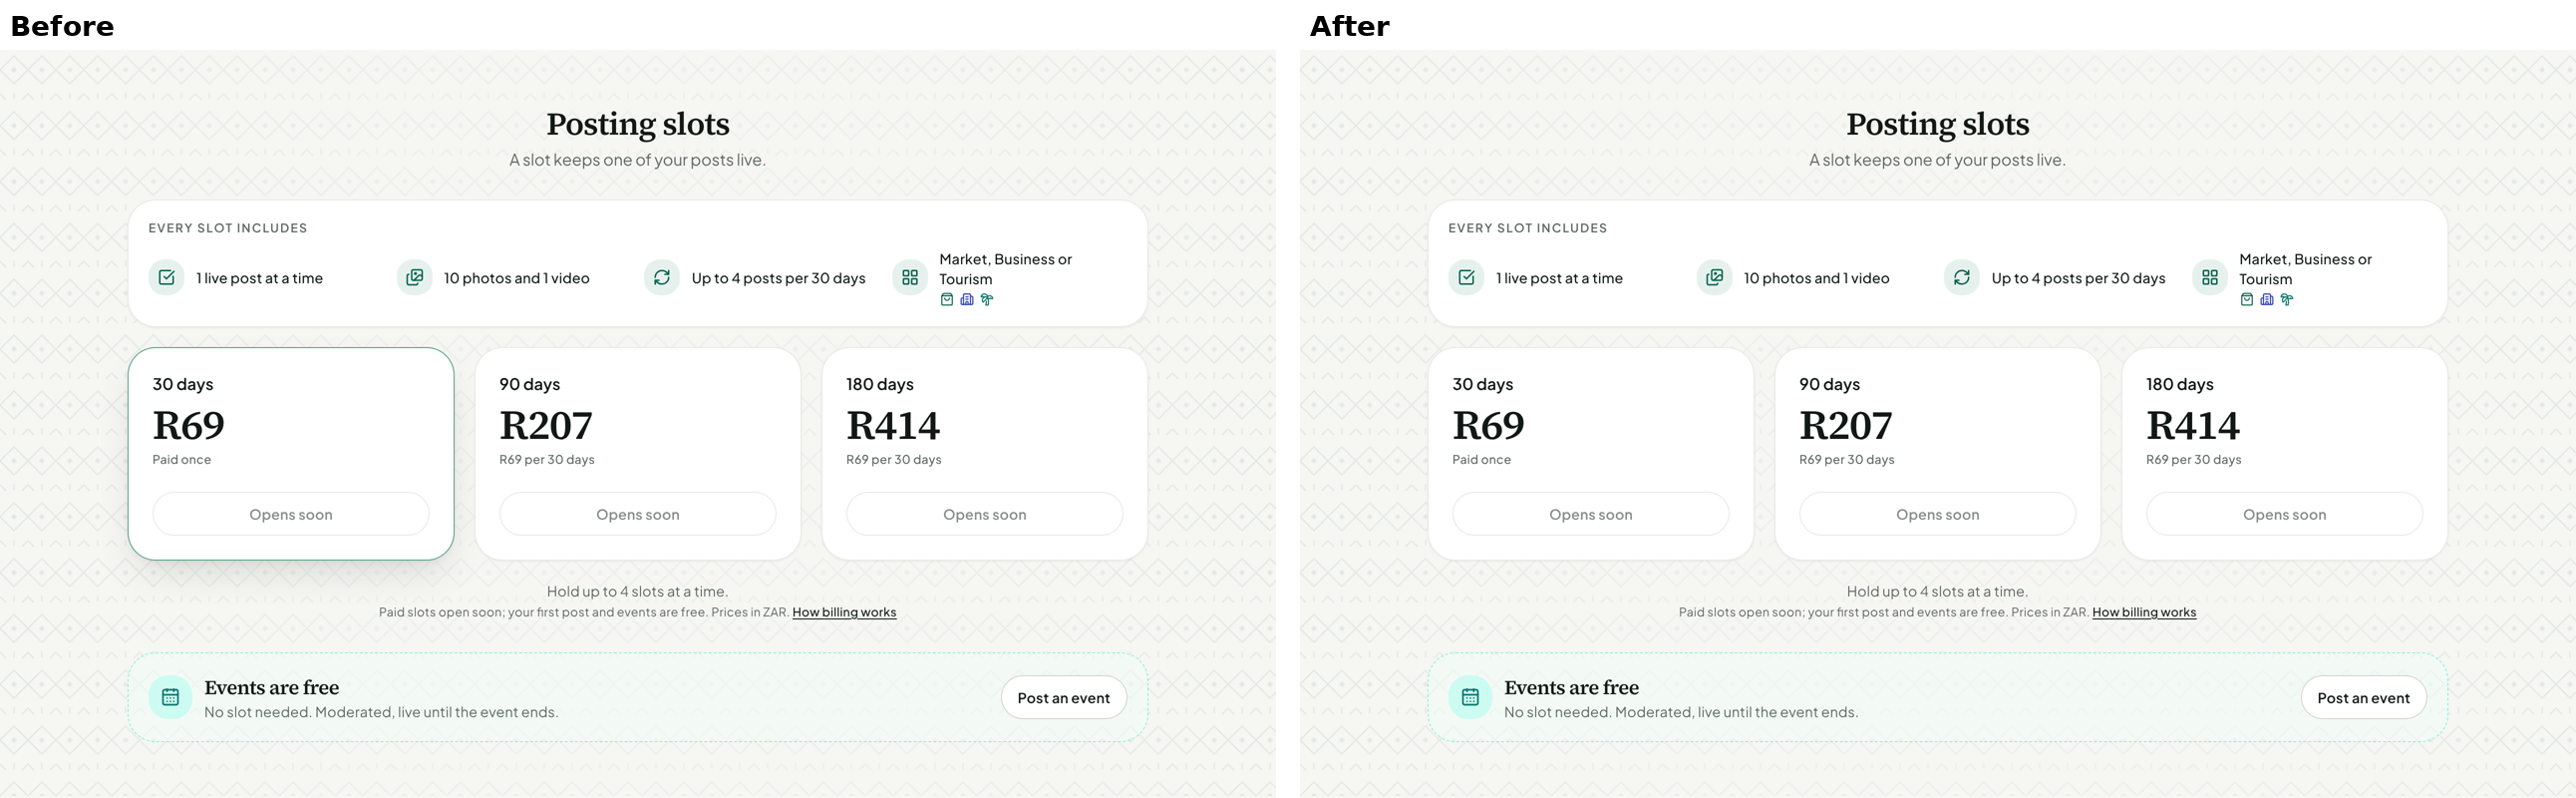 Before
Posting slots
A slot keeps one of your posts live.
EVERY SLOT INCLUDES
1 live post at a time
10 photos and 1 video
Up to 4 posts per 30 days
Market, Business or
Tourism
30 days
R69
Paid once
Opens soon
90 days
R207
R69 per 30 days
Opens soon
180 days
R414
R69 per 30 days
Opens soon
Hold up to 4 slots at a time.
Paid slots open soon; your first post and events are free. Prices in ZAR. How billing works
Events are free
No slot needed. Moderated, live until the event ends.
Post an event
After
Posting slots
A slot keeps one of your posts live.
EVERY SLOT INCLUDES
1 live post at a time
10 photos and 1 video
Up to 4 posts per 30 days
Market, Business or
Tourism
30 days
R69
Paid once
Opens soon
90 days
R207
R69 per 30 days
Opens soon
180 days
R414
R69 per 30 days
Opens soon
Hold up to 4 slots at a time.
Paid slots open soon; your first post and events are free. Prices in ZAR. How billing works
Events are free
No slot needed. Moderated, live until the event ends.
Post an event